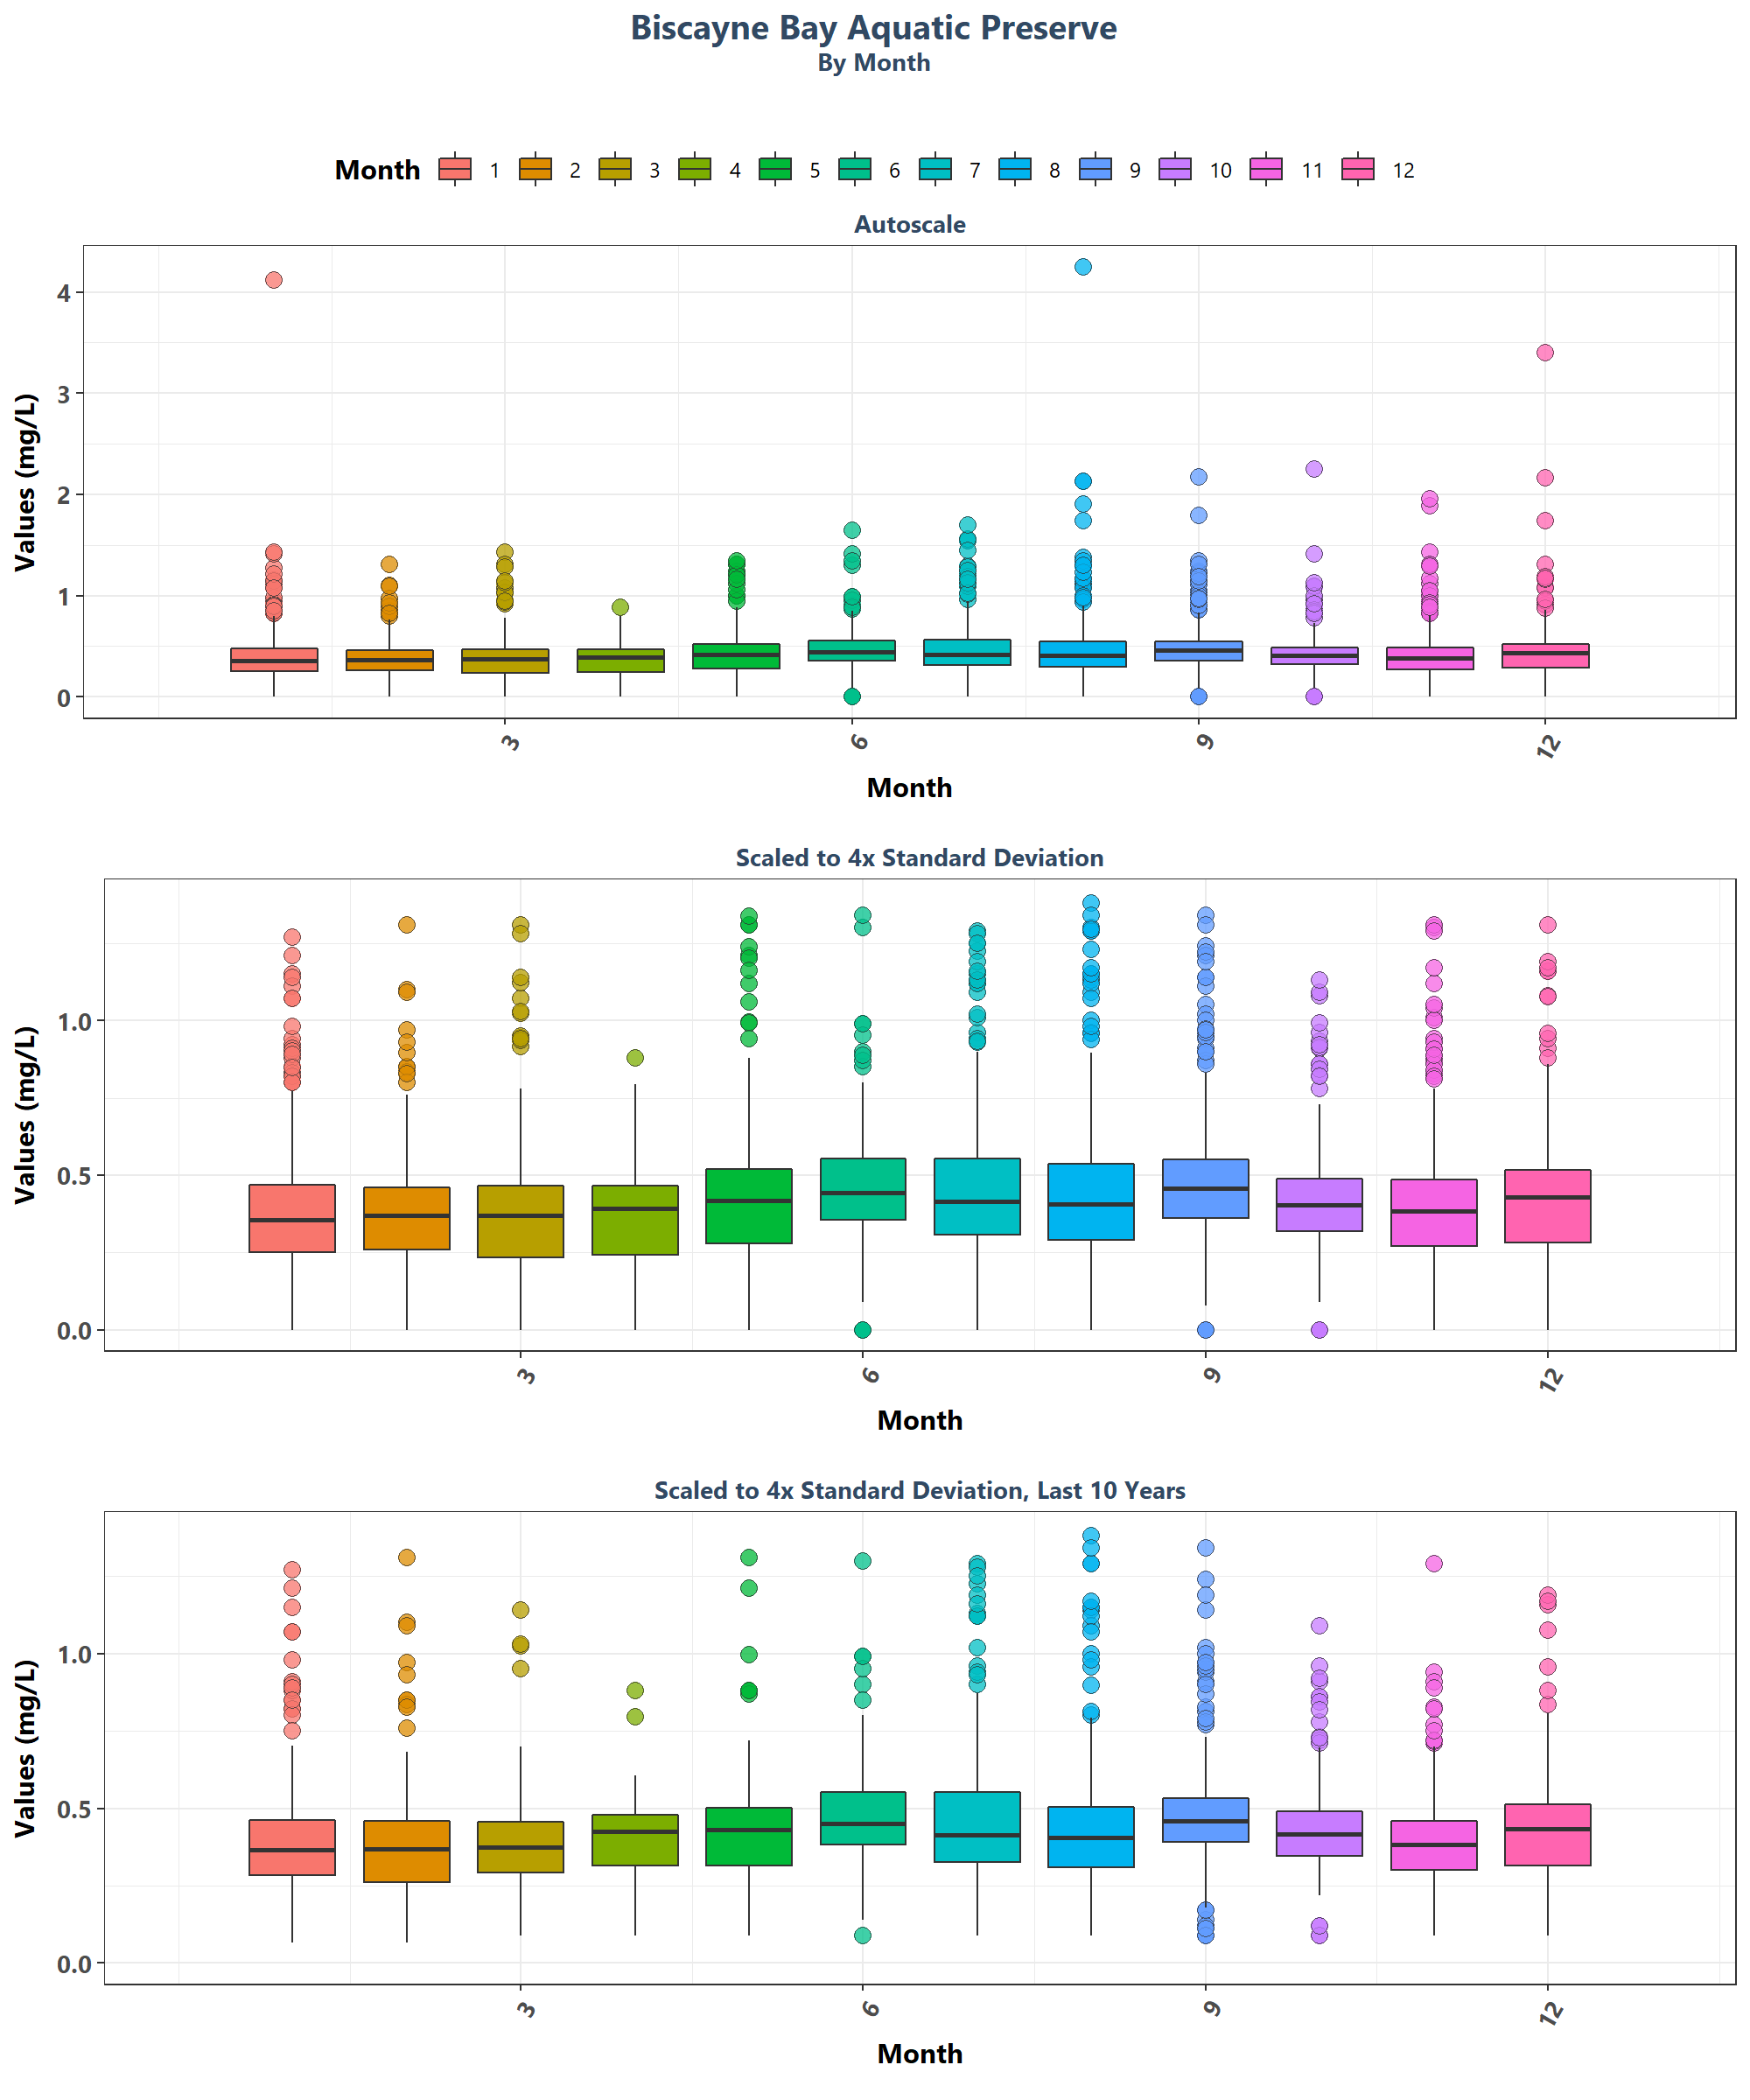 Biscayne Bay Aquatic Preserve
By Month
Month 1 2 3 4 5 6 7 8 9 10 11 12
Autoscale
Values (mg/L)
4
3
2
1
0
3 6 9 12
Month
Scaled to 4x Standard Deviation
Values (mg/L)
1.0
0.5
0.0
3 6 9 12
Month
Scaled to 4x Standard Deviation, Last 10 Years
Values (mg/L)
1.0
0.5
0.0
3 6 9 12
Month